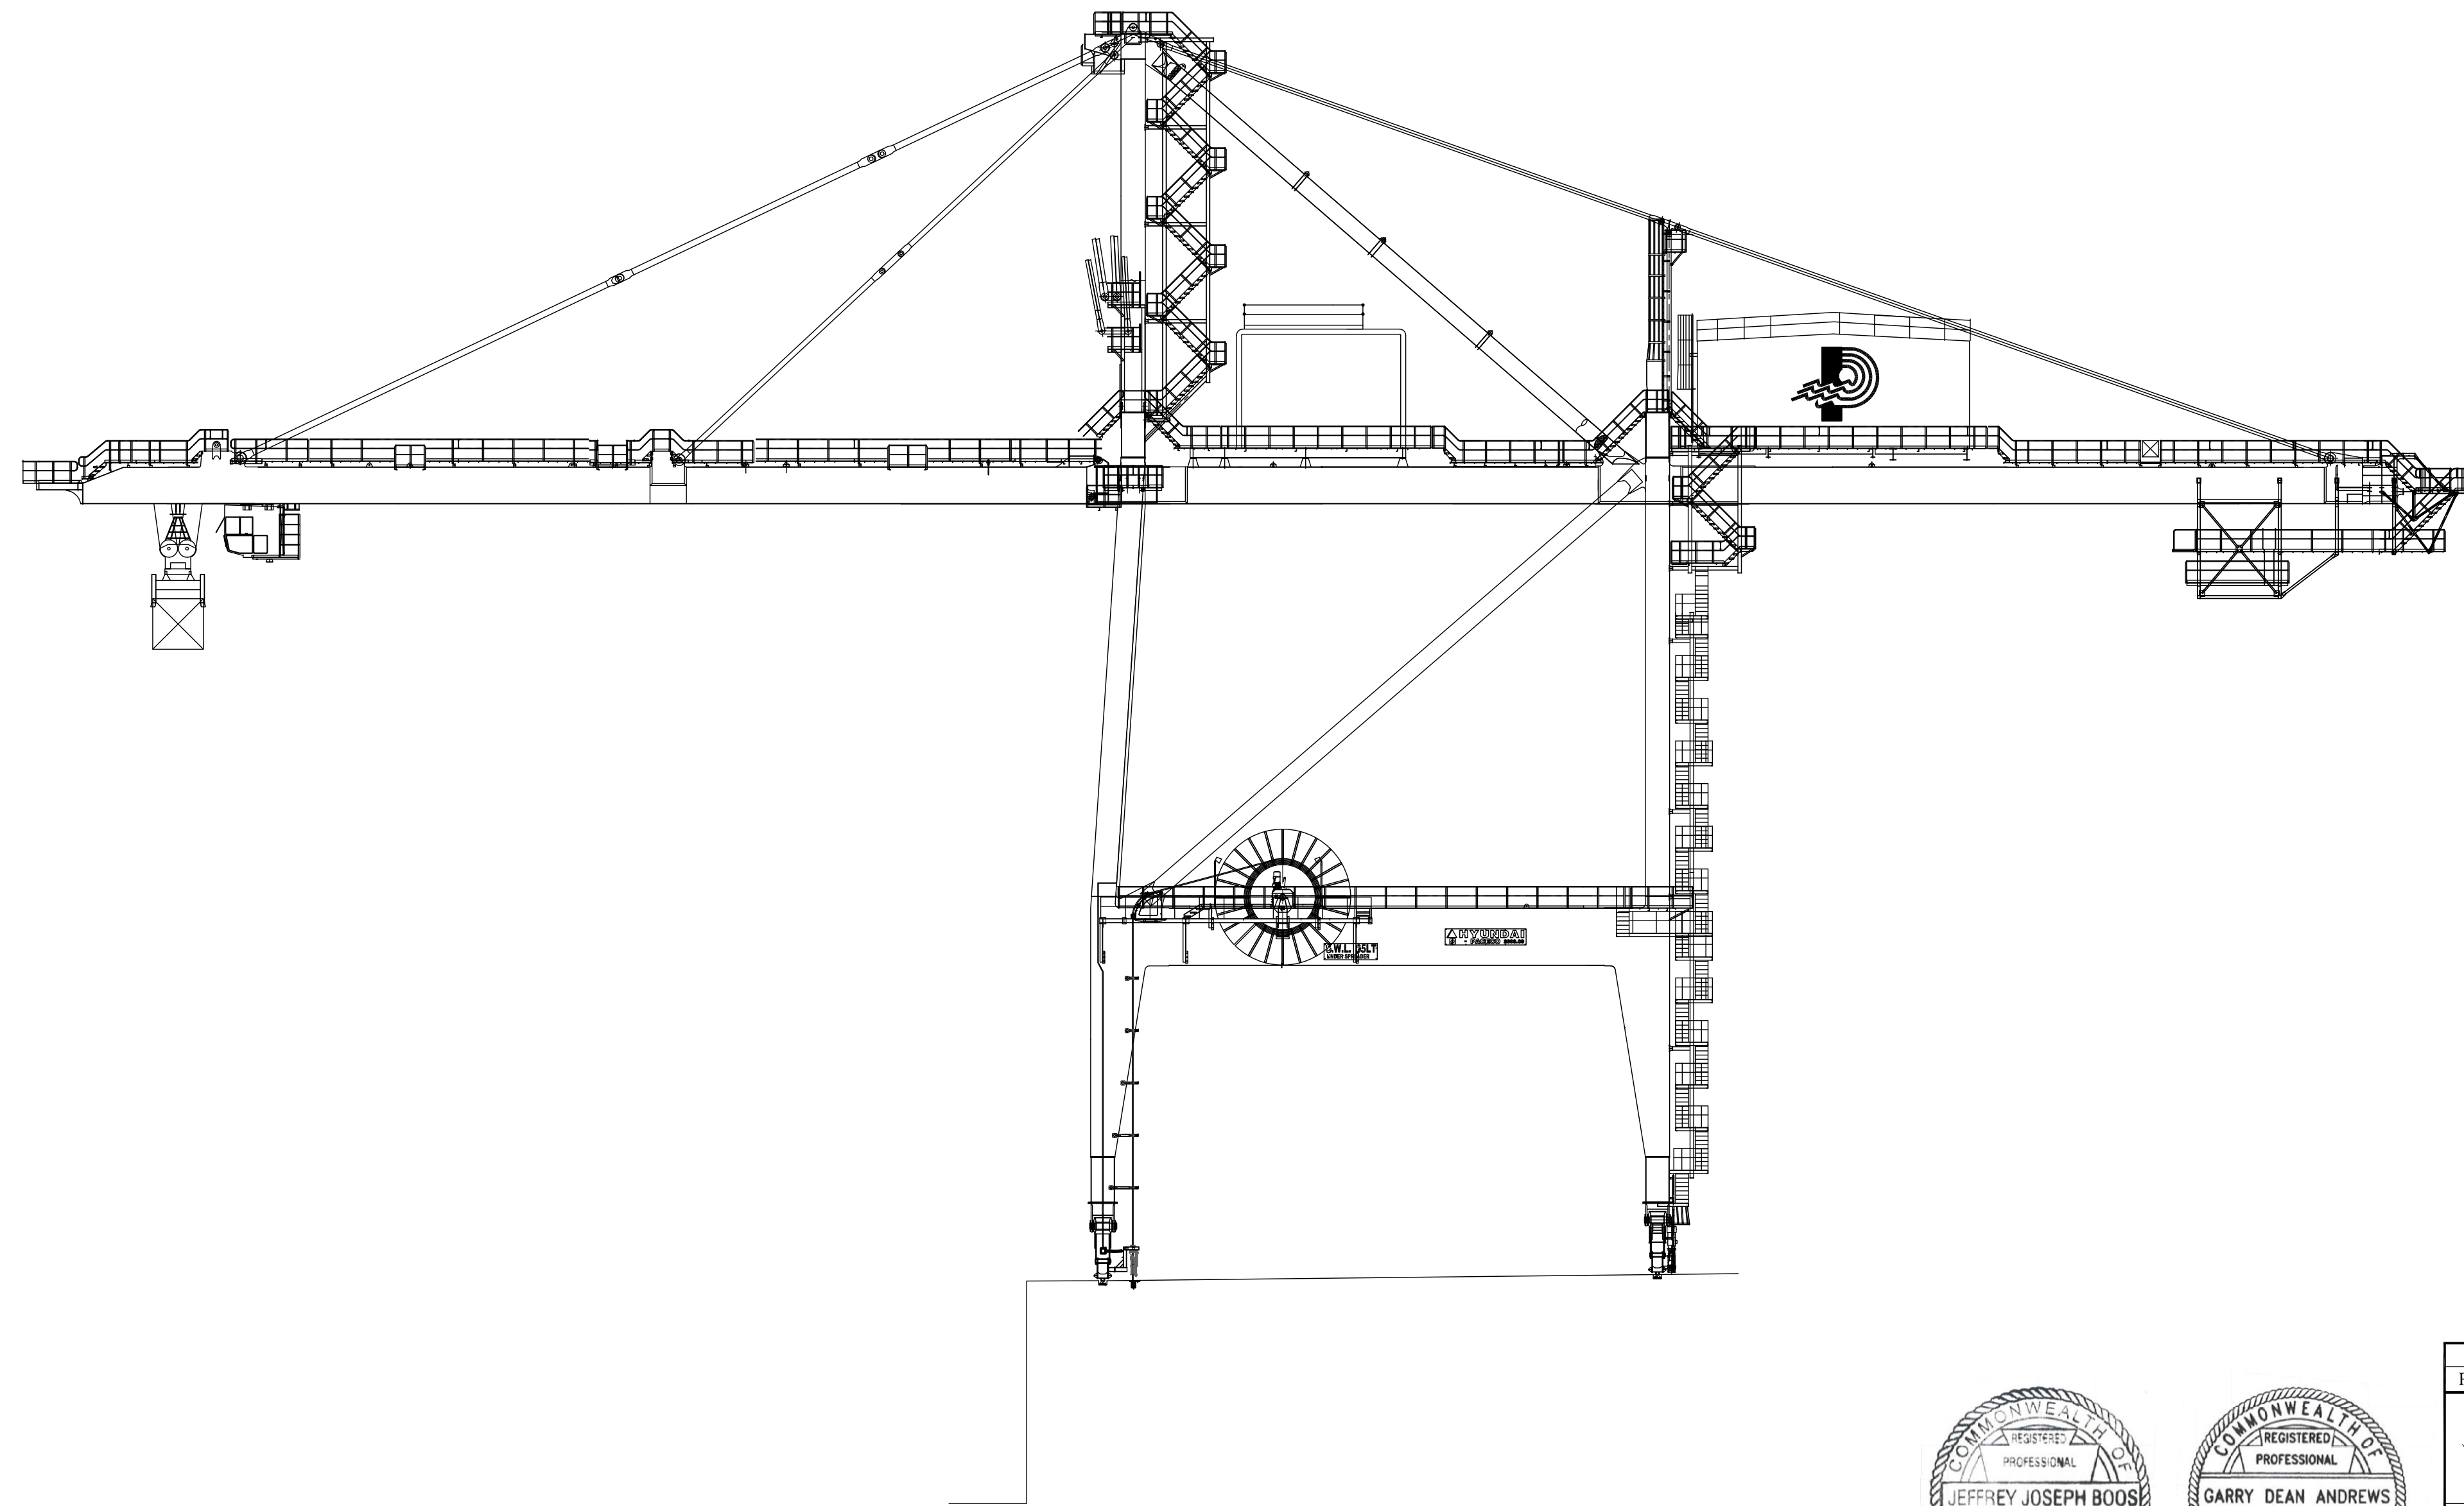 HYUNDAI
S.W.L. 65LT
UNDER SPREADER
COMMONWEALTH OF
REGISTERED
PROFESSIONAL
JEFFREY JOSEPH BOOS
COMMONWEALTH OF
REGISTERED
PROFESSIONAL
GARRY DEAN ANDREWS